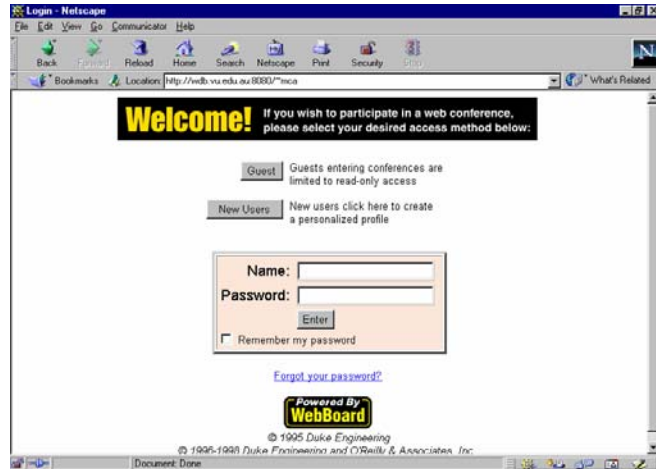 Login - Netscape
File Edit View Go Communicator Help
Back Forward Reload Home Search Netscape Print Security Stop
Bookmarks Location: http://wdb.vu.edu.au:8080/~mca What's Related
Welcome! If you wish to participate in a web conference,
please select your desired access method below:
Guest Guests entering conferences are
limited to read-only access
New Users New users click here to create
a personalized profile
Name:
Password:
Enter
Remember my password
Forgot your password?
Powered By
WebBoard
© 1995 Duke Engineering
© 1996-1998 Duke Engineering and O'Reilly & Associates, Inc.
Document: Done